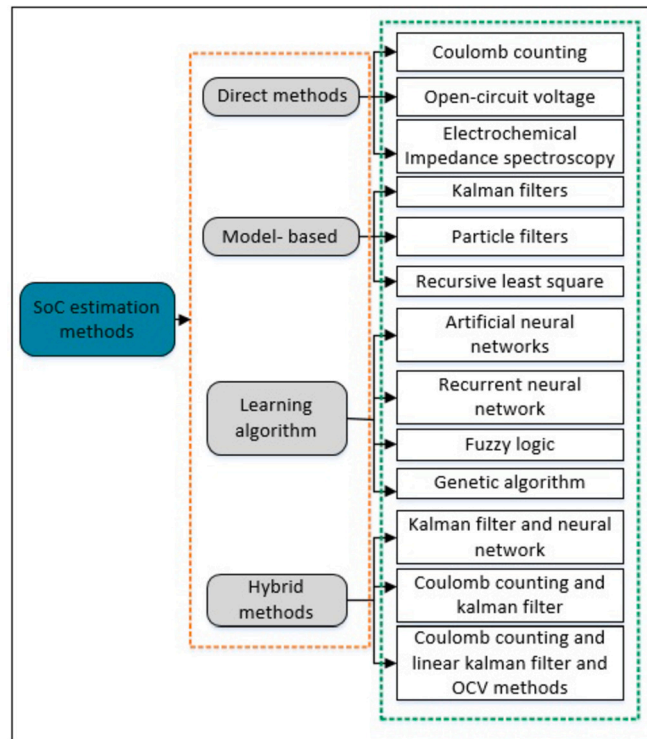 SoC estimation
methods
Direct methods
Coulomb counting
Open-circuit voltage
Electrochemical
Impedance spectroscopy
Model- based
Kalman filters
Particle filters
Recursive least square
Learning
algorithm
Artificial neural
networks
Recurrent neural
network
Fuzzy logic
Genetic algorithm
Hybrid
methods
Kalman filter and neural
network
Coulomb counting and
kalman filter
Coulomb counting and
linear kalman filter and
OCV methods